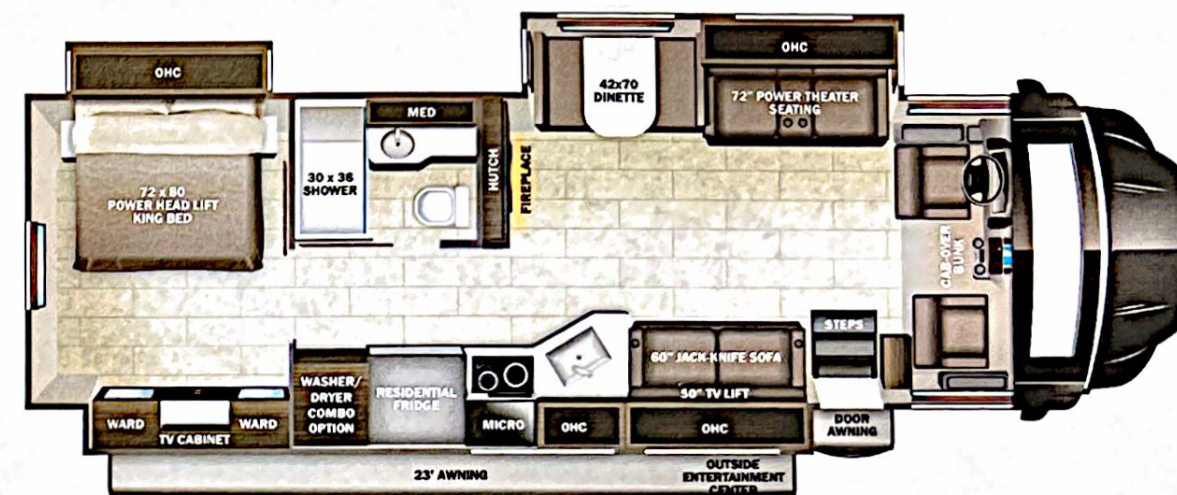 OHC
72 x 80
POWER HEAD LIFT
KING BED
30 x 36
SHOWER
MED
HUTCH
FIREPLACE
42x70
DINETTE
OHC
72" POWER THEATER
SEATING
CAB-OVER
BUNK
STEPS
60" JACK-KNIFE SOFA
50" TV LIFT
WASHER/
DRYER
COMBO
OPTION
RESIDENTIAL
FRIDGE
MICRO
OHC
OHC
DOOR
AWNING
WARD
TV CABINET
WARD
23' AWNING
OUTSIDE
ENTERTAINMENT
CENTER